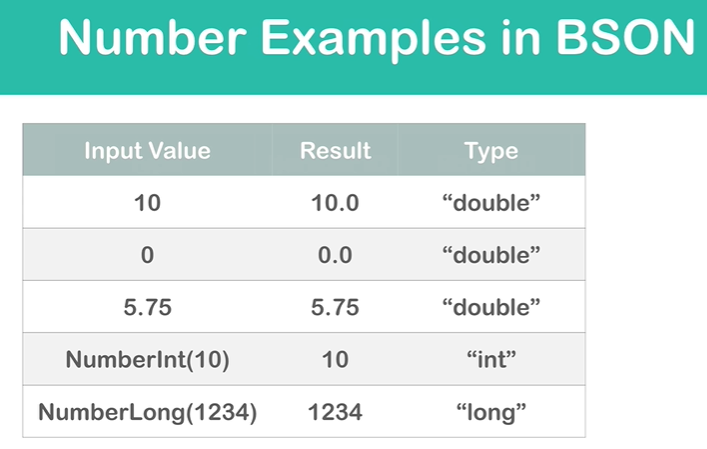 Number Examples in BSON
Input Value Result Type
10 10.0 “double”
0 0.0 “double”
5.75 5.75 “double”
NumberInt(10) 10 “int”
NumberLong(1234) 1234 “long”